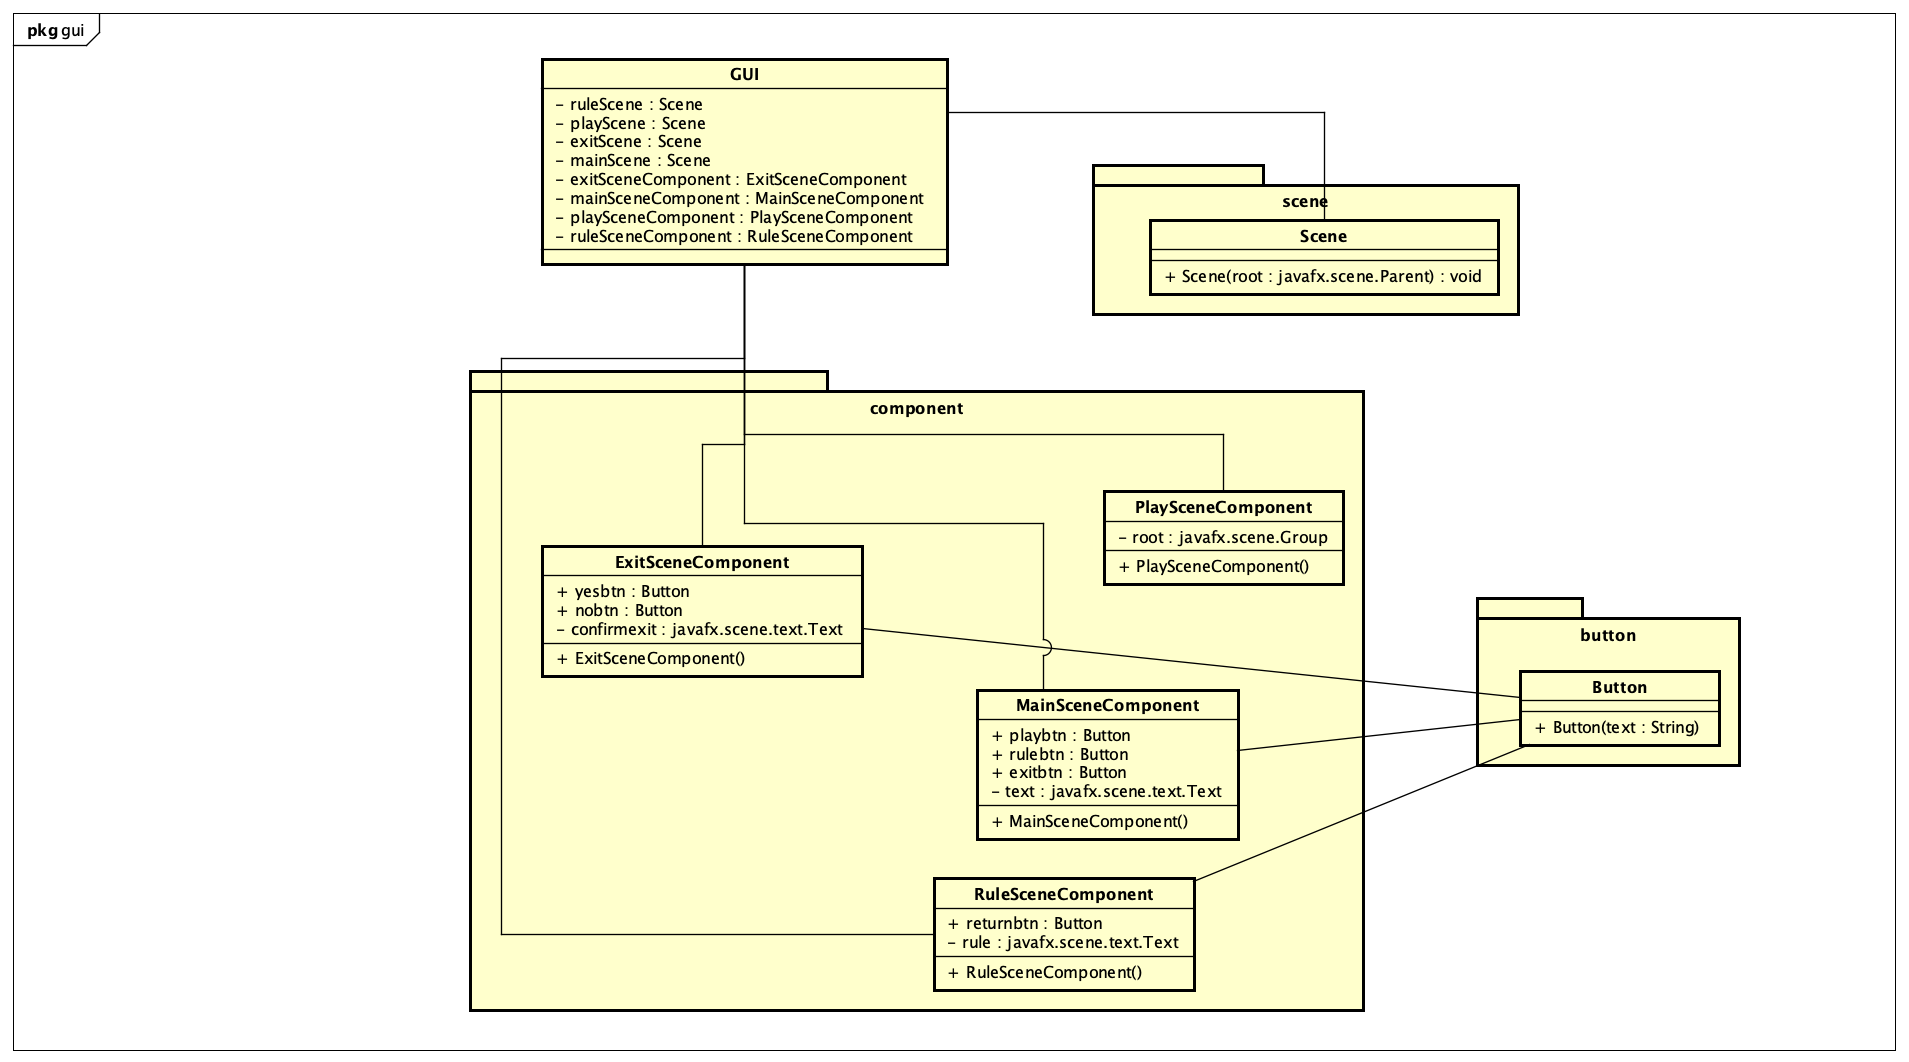 pkg gui
GUI
– ruleScene : Scene
– playScene : Scene
– exitScene : Scene
– mainScene : Scene
– exitSceneComponent : ExitSceneComponent
– mainSceneComponent : MainSceneComponent
– playSceneComponent : PlaySceneComponent
– ruleSceneComponent : RuleSceneComponent
scene
Scene
+ Scene(root : javafx.scene.Parent) : void
component
PlaySceneComponent
– root : javafx.scene.Group
+ PlaySceneComponent()
ExitSceneComponent
+ yesbtn : Button
+ nobtn : Button
– confirmexit : javafx.scene.text.Text
+ ExitSceneComponent()
button
Button
+ Button(text : String)
MainSceneComponent
+ playbtn : Button
+ rulebtn : Button
+ exitbtn : Button
– text : javafx.scene.text.Text
+ MainSceneComponent()
RuleSceneComponent
+ returnbtn : Button
– rule : javafx.scene.text.Text
+ RuleSceneComponent()